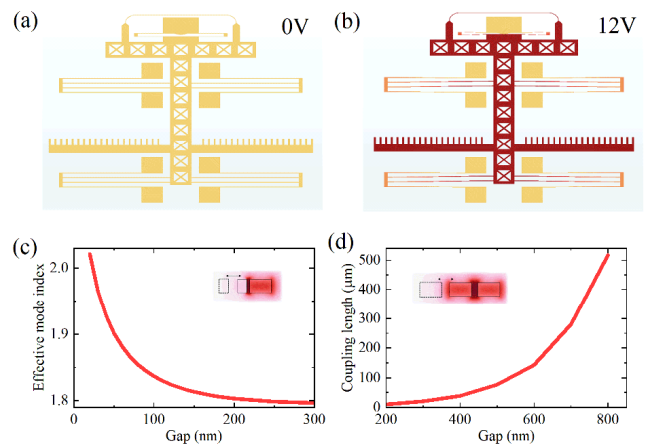 (a)
0V
(b)
12V
(c)
2.0
1.9
1.8
0
100
200
300
Effective mode index
Gap (nm)
(d)
500
400
300
200
100
0
200
400
600
800
Coupling length (μm)
Gap (nm)